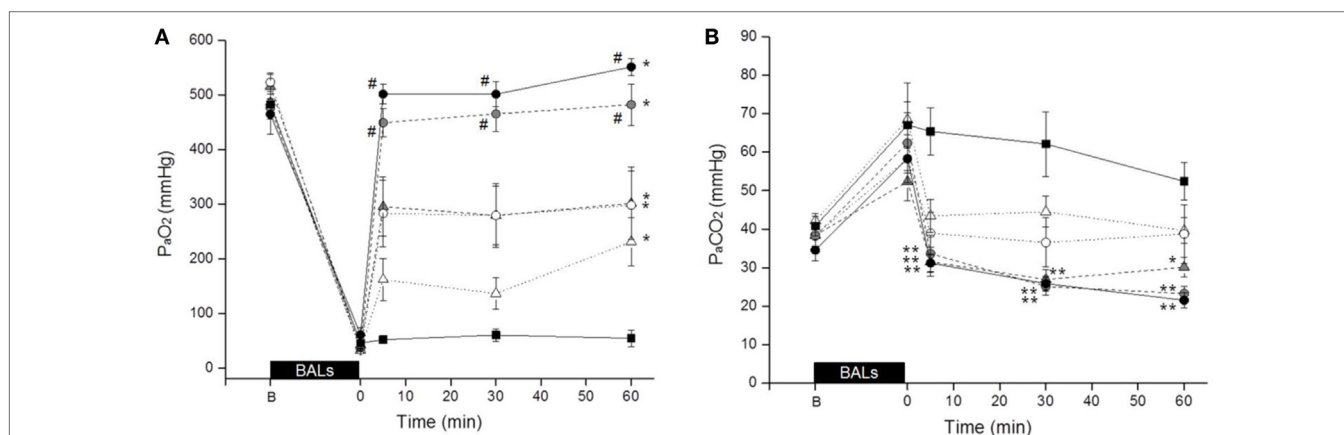 A
600
500
400
300
200
100
0
PaO2 (mmHg)
# # # *
# # # *
*
*
*
BALs
B 0 10 20 30 40 50 60
Time (min)
B
90
80
70
60
50
40
30
20
10
0
PaCO2 (mmHg)
**
**
**
**
**
**
*
**
**
BALs
B 0 10 20 30 40 50 60
Time (min)